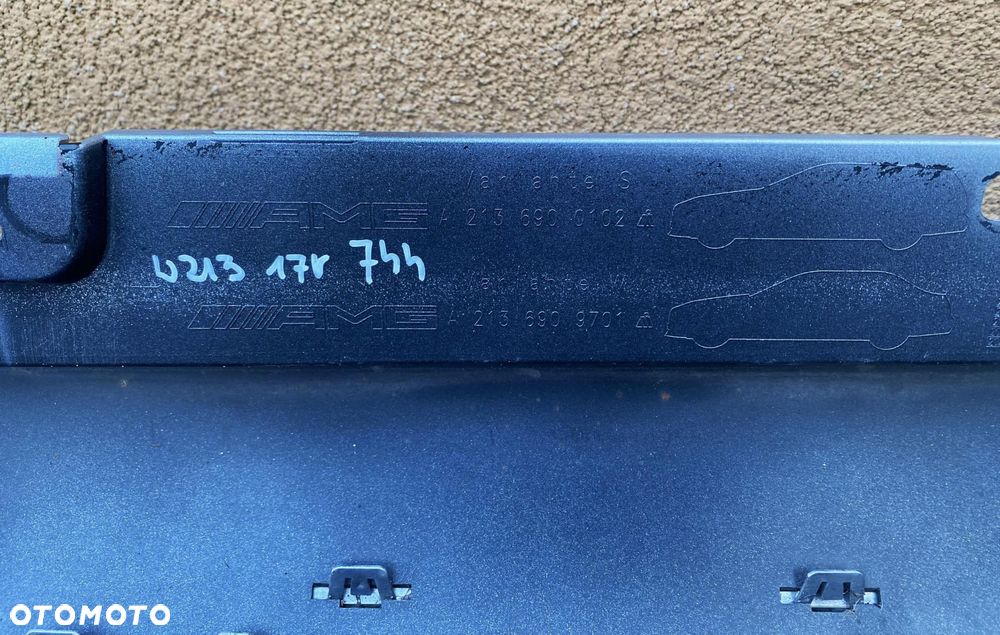 Variante S
AMG A 213 690 0102
W213 17r 744
Variante W
AMG A 213 690 9701
OTOMOTO